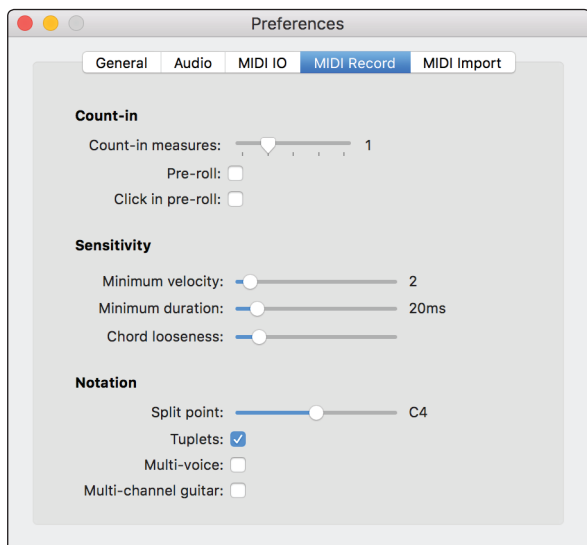 Preferences
General Audio MIDI IO MIDI Record MIDI Import
Count-in
Count-in measures: 1
Pre-roll:
Click in pre-roll:
Sensitivity
Minimum velocity: 2
Minimum duration: 20ms
Chord looseness:
Notation
Split point: C4
Tuplets:
Multi-voice:
Multi-channel guitar: